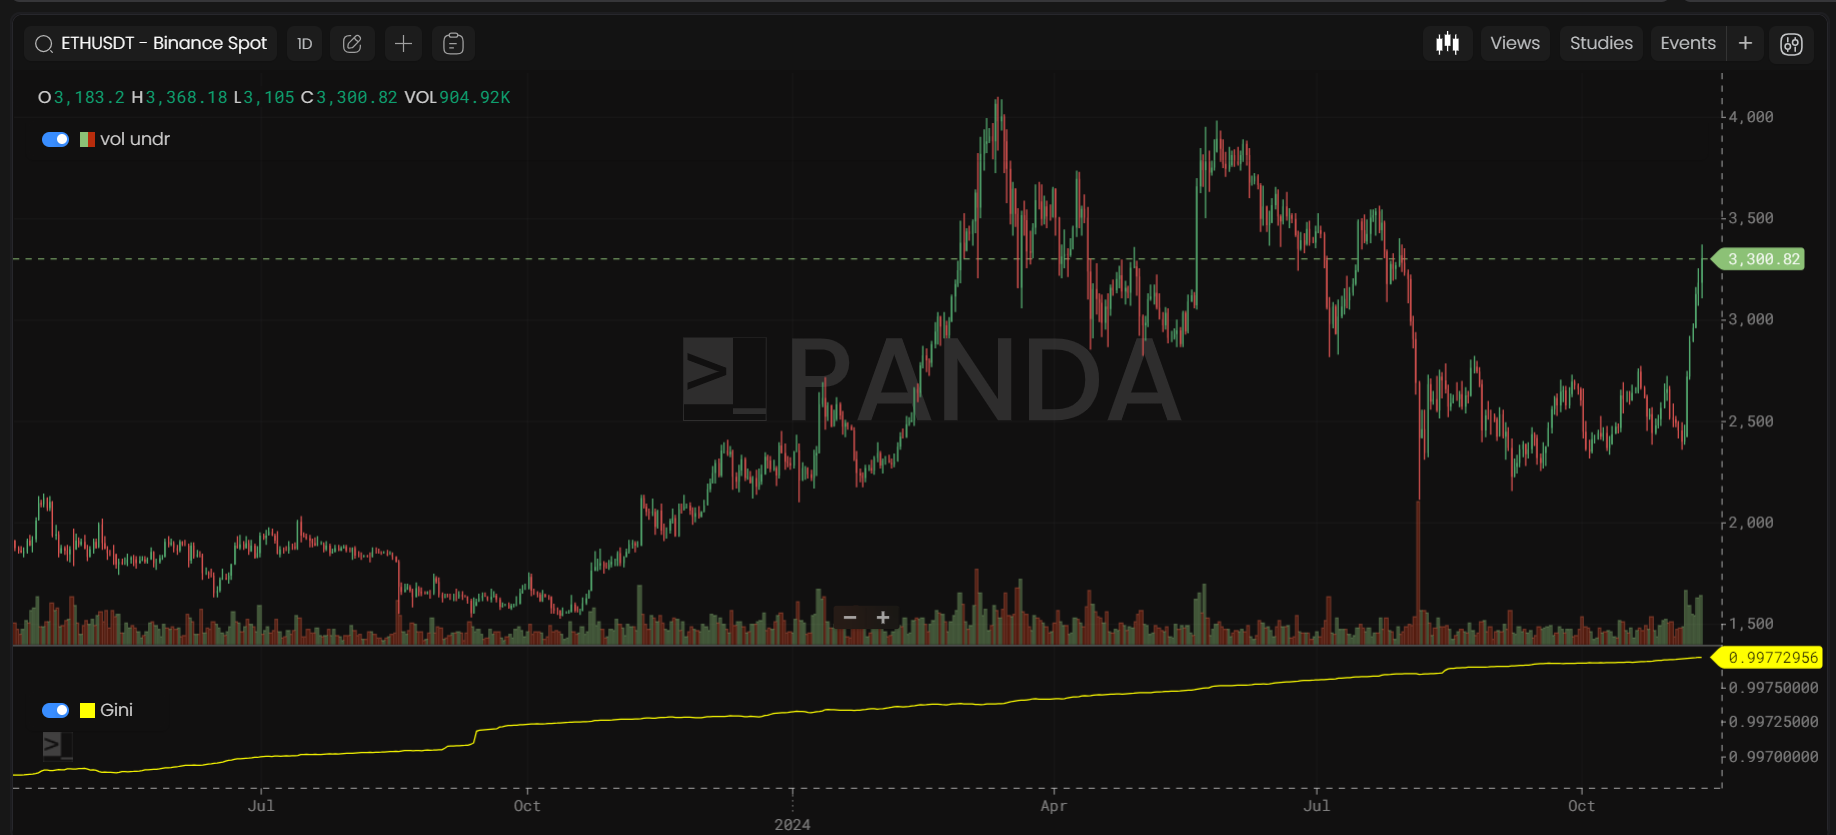 ETHUSDT - Binance Spot 1D Views Studies Events +
O3,183.2 H3,368.18 L3,105 C3,300.82 VOL904.92K
vol undr
4,000
3,500
3,300.82
3,000
>_ PANDA
2,500
2,000
1,500
− +
0.99772956
0.99750000
Gini
0.99725000
>_
0.99700000
Jul Oct Apr Jul Oct
2024